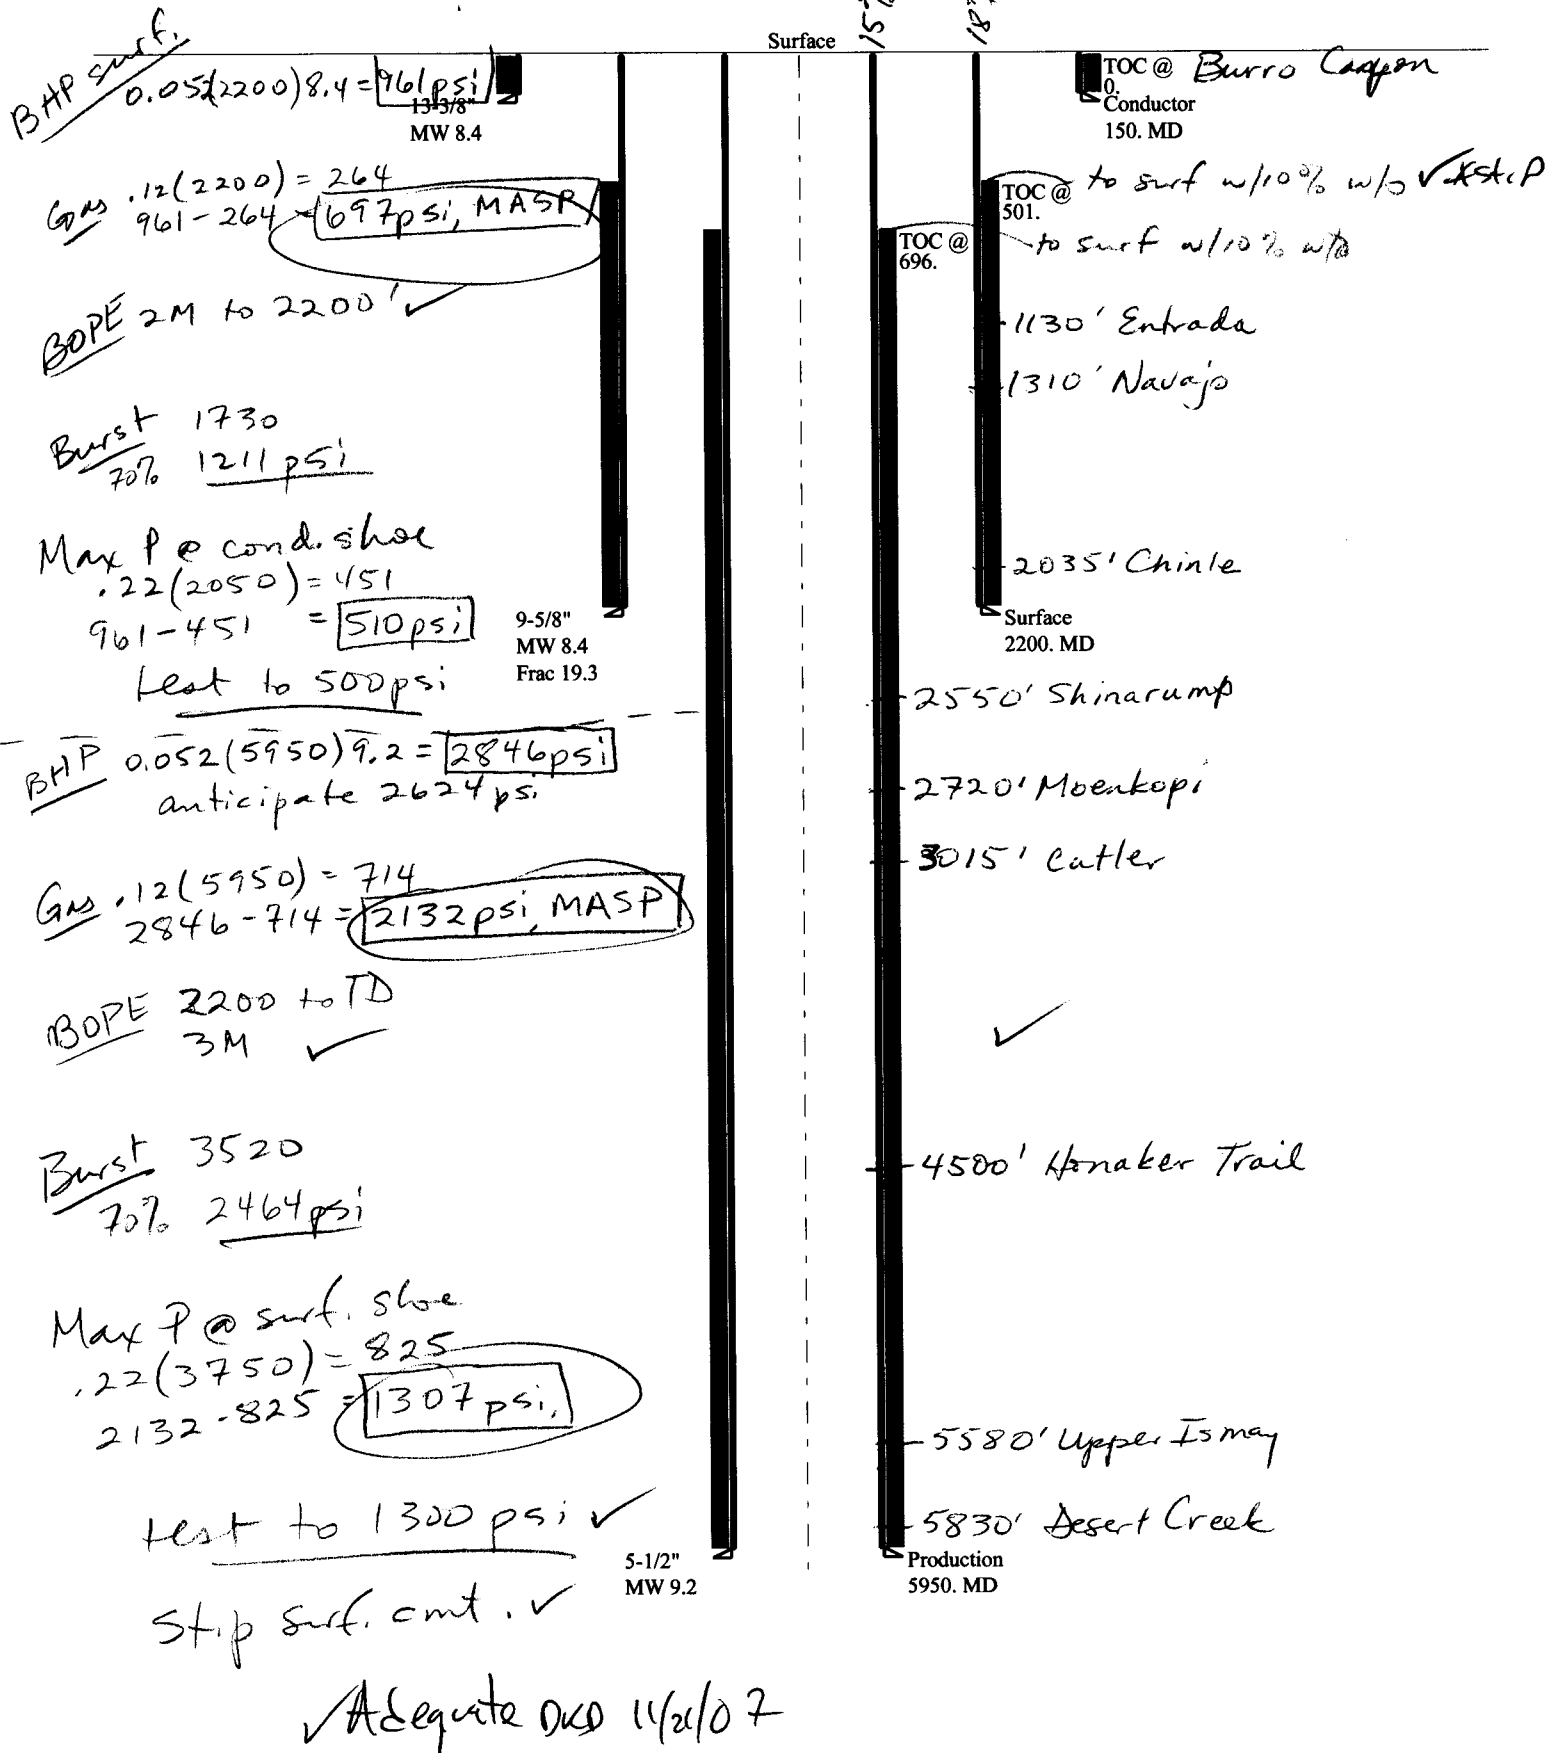 Surface
15
18
BHP surf.
0.052(2200)8.4=961psi
13-3/8"
MW 8.4
TOC @ Burro Canyon
0.
Conductor
150. MD
Gas .12(2200) = 264
961-264 = 697psi, MASP
TOC @ to surf w/10% w/o ✓ *stip
501.
TOC @ to surf w/10% w/o
696.
BOPE 2M to 2200' ✓
1130' Entrada
1310' Navajo
Burst 1730
70% 1211 psi
Max P @ cond. shoe
.22(2050) = 451
961-451 = 510psi
test to 500psi
9-5/8"
MW 8.4
Frac 19.3
2035' Chinle
Surface
2200. MD
2550' Shinarump
BHP 0.052(5950)9.2 = 2846psi
anticipate 2624psi
2720' Moenkopi
3015' Cutler
Gas .12(5950) = 714
2846-714 = 2132psi, MASP
BOPE 2200 to TD
3M ✓
✓
Burst 3520
70% 2464psi
4500' Honaker Trail
Max P @ surf. shoe
.22(3750) = 825
2132-825 = 1307psi.
5580' Upper Ismay
test to 1300psi ✓
5830' Desert Creek
5-1/2"
MW 9.2
Production
5950. MD
Stip surf. cmt. ✓
✓ Adequate DKD 11/21/07